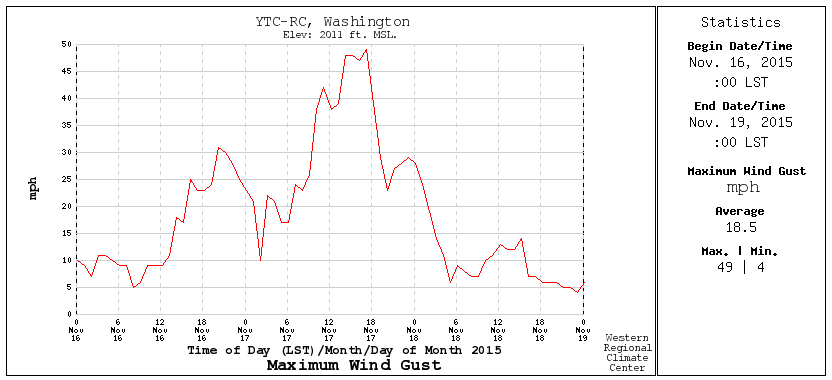 YTC-RC, Washington
Elev: 2011 ft. MSL.
50
45
40
35
30
25
20
15
10
5
0
mph
0 6 12 18 0 6 12 18 0 6 12 18 0
Nov Nov Nov Nov Nov Nov Nov Nov Nov Nov Nov Nov Nov
16 16 16 16 17 17 17 17 18 18 18 18 19
Time of Day (LST)/Month/Day of Month 2015
Maximum Wind Gust
Western
Regional
Climate
Center
Statistics
Begin Date/Time
Nov. 16, 2015
:00 LST
End Date/Time
Nov. 19, 2015
:00 LST
Maximum Wind Gust
mph
Average
18.5
Max. | Min.
49 | 4